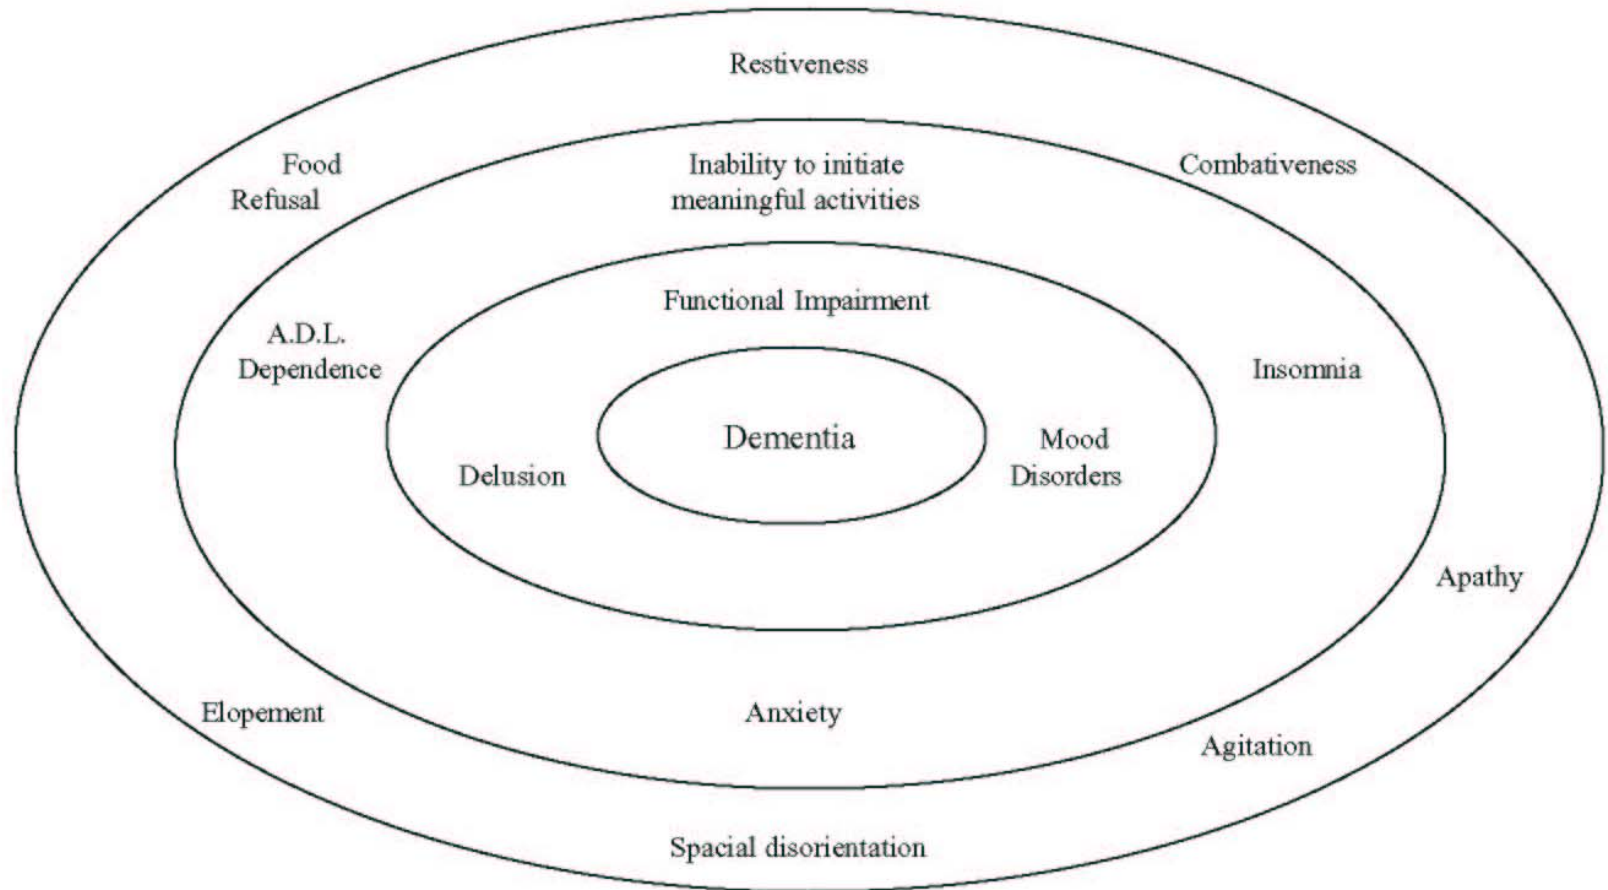 Restiveness
Food
Refusal
Inability to initiate
meaningful activities
Combativeness
Functional Impairment
A.D.L.
Dependence
Insomnia
Dementia
Delusion
Mood
Disorders
Apathy
Elopement
Anxiety
Agitation
Spacial disorientation